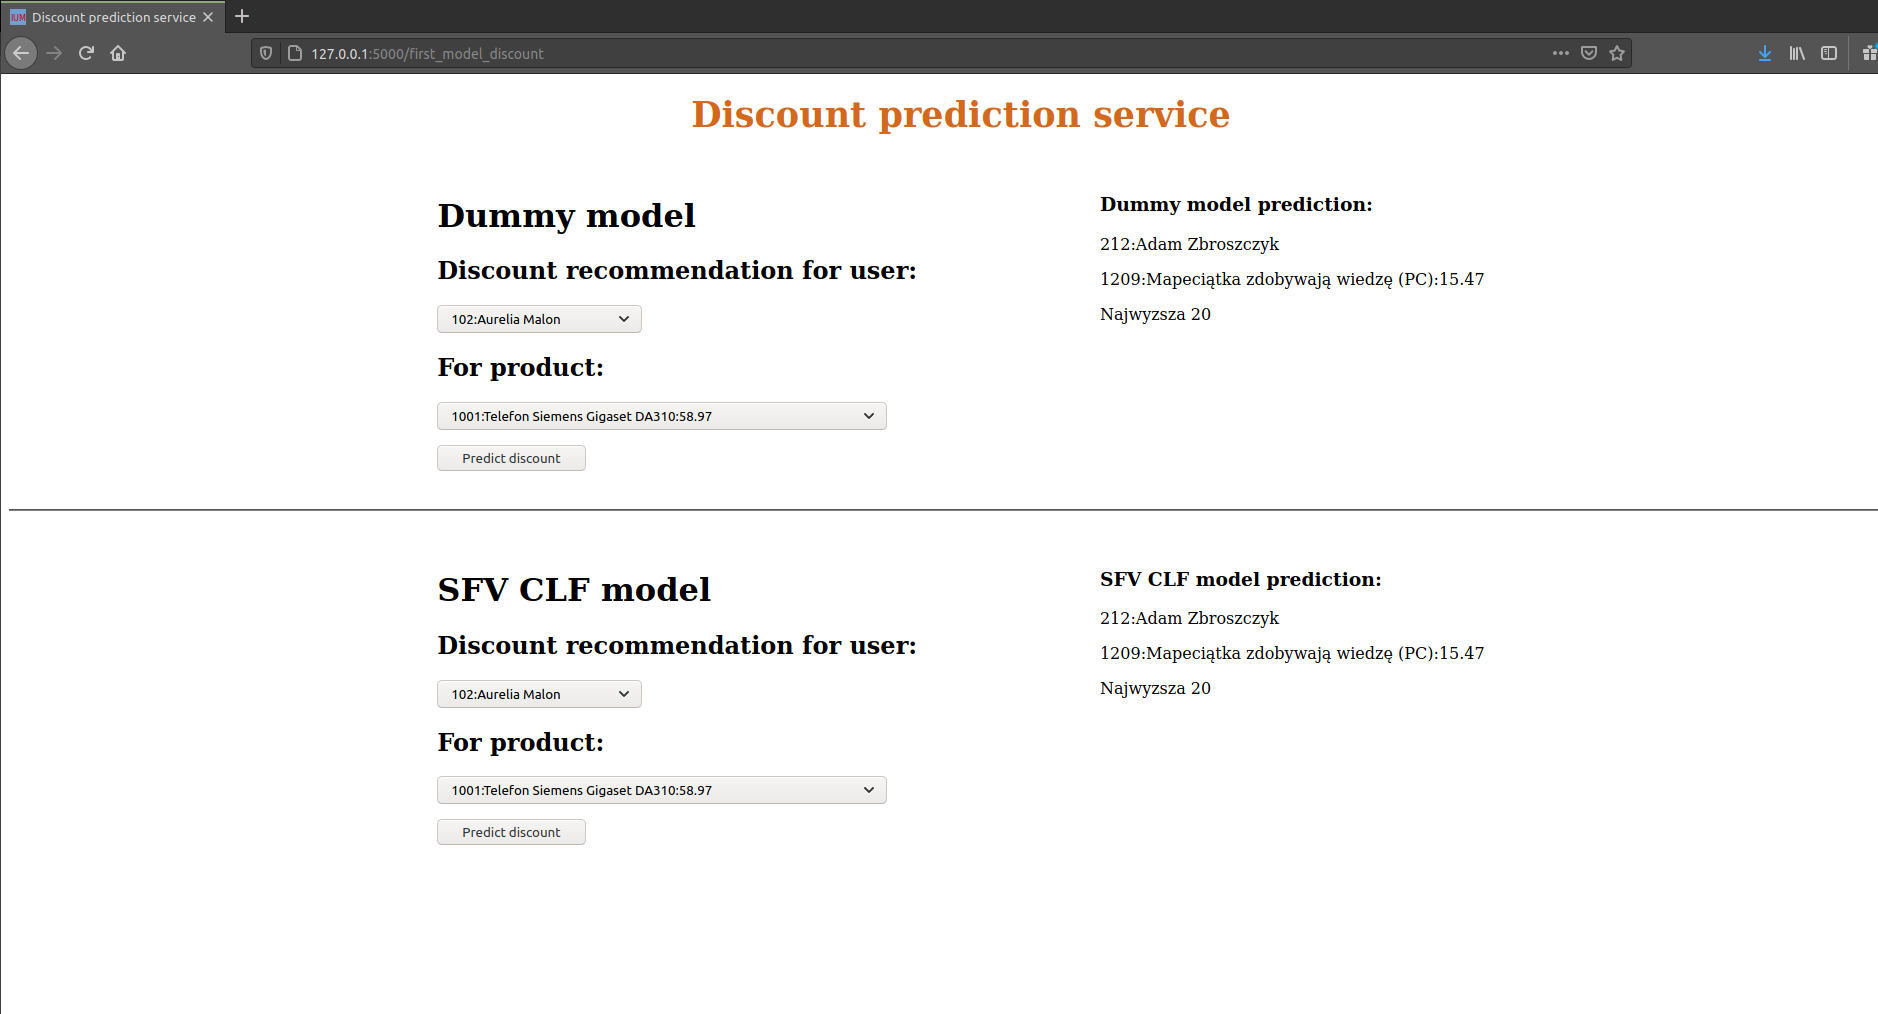 IUM Discount prediction service
127.0.0.1:5000/first_model_discount
Discount prediction service
Dummy model
Discount recommendation for user:
102:Aurelia Malon
For product:
1001:Telefon Siemens Gigaset DA310:58.97
Predict discount
Dummy model prediction:
212:Adam Zbroszczyk
1209:Mapeciątka zdobywają wiedzę (PC):15.47
Najwyzsza 20
SFV CLF model
Discount recommendation for user:
102:Aurelia Malon
For product:
1001:Telefon Siemens Gigaset DA310:58.97
Predict discount
SFV CLF model prediction:
212:Adam Zbroszczyk
1209:Mapeciątka zdobywają wiedzę (PC):15.47
Najwyzsza 20